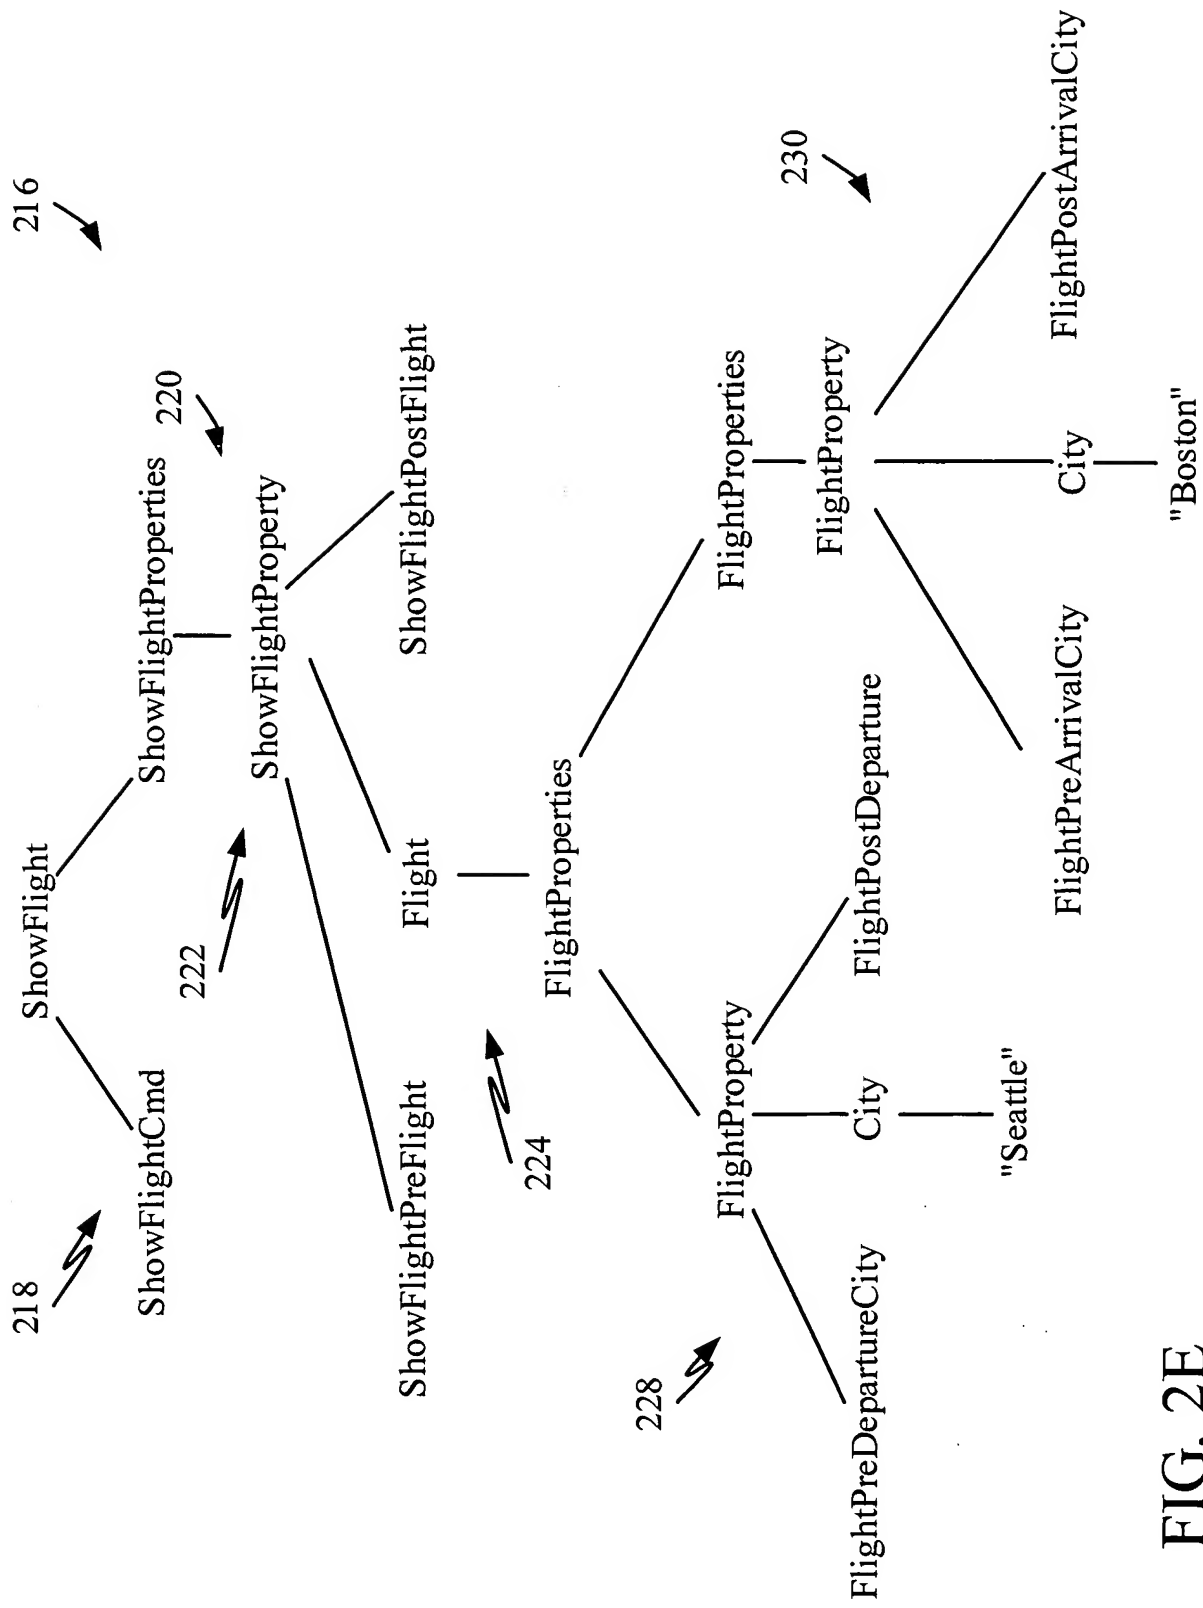 216
ShowFlight
218
ShowFlightCmd
ShowFlightProperties
220
222
ShowFlightProperty
ShowFlightPreFlight
Flight
ShowFlightPostFlight
224
FlightProperties
228
FlightProperty
FlightProperties
230
FlightProperty
FlightPreDepartureCity
City
FlightPostDeparture
"Seattle"
FlightPreArrivalCity
City
FlightPostArrivalCity
"Boston"
FIG. 2E